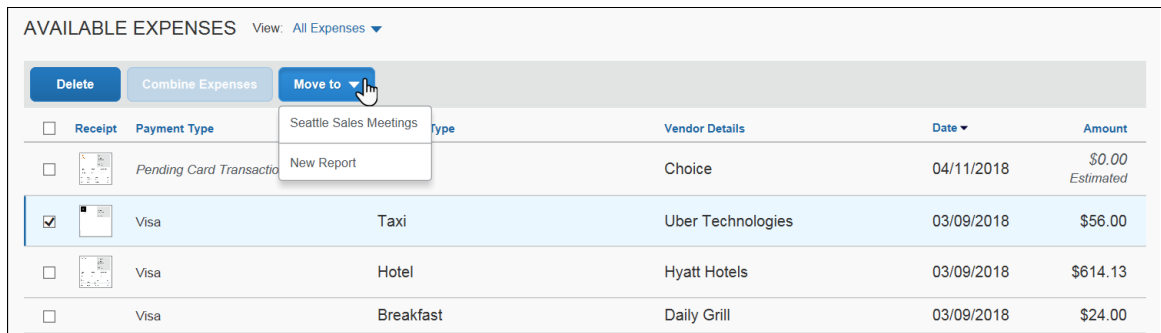 AVAILABLE EXPENSES View: All Expenses
Delete Combine Expenses Move to
Seattle Sales Meetings
New Report
Receipt Payment Type Type Vendor Details Date Amount
Pending Card Transactio Choice 04/11/2018 $0.00
Estimated
Visa Taxi Uber Technologies 03/09/2018 $56.00
Visa Hotel Hyatt Hotels 03/09/2018 $614.13
Visa Breakfast Daily Grill 03/09/2018 $24.00